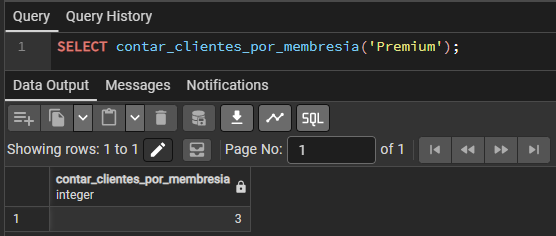 Query Query History
1 SELECT contar_clientes_por_membresia('Premium');
Data Output Messages Notifications
SQL
Showing rows: 1 to 1 Page No: 1 of 1
contar_clientes_por_membresia
integer
1 3